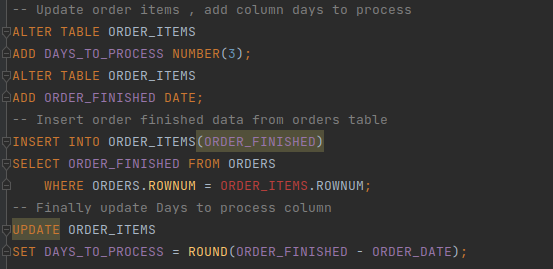 -- Update order items , add column days to process
ALTER TABLE ORDER_ITEMS
ADD DAYS_TO_PROCESS NUMBER(3);
ALTER TABLE ORDER_ITEMS
ADD ORDER_FINISHED DATE;
-- Insert order finished data from orders table
INSERT INTO ORDER_ITEMS(ORDER_FINISHED)
SELECT ORDER_FINISHED FROM ORDERS
    WHERE ORDERS.ROWNUM = ORDER_ITEMS.ROWNUM;
-- Finally update Days to process column
UPDATE ORDER_ITEMS
SET DAYS_TO_PROCESS = ROUND(ORDER_FINISHED - ORDER_DATE);